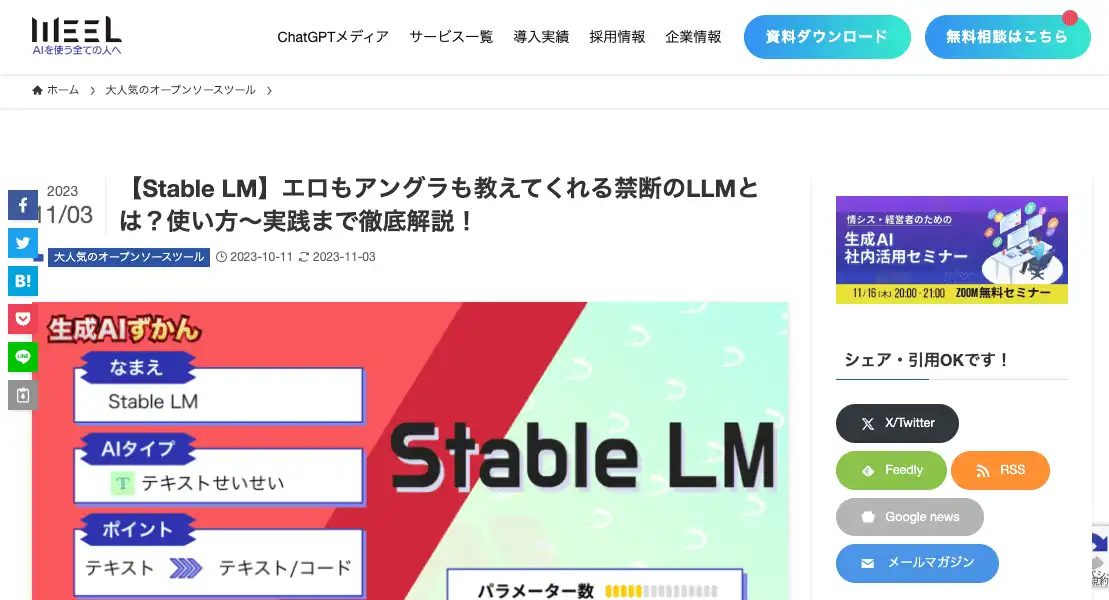 WEEL
AIを使う全ての人へ
ChatGPTメディア サービス一覧 導入実績 採用情報 企業情報 資料ダウンロード 無料相談はこちら
ホーム 大人気のオープンソースツール
2023
11/03
【Stable LM】エロもアングラも教えてくれる禁断のLLMと
は？使い方〜実践まで徹底解説！
大人気のオープンソースツール 2023-10-11 2023-11-03
B!
LINE
生成AIずかん
なまえ
Stable LM
AIタイプ
T テキストせいせい
ポイント
テキスト テキスト/コード
Stable LM
パラメーター数
情シス・経営者のための
生成AI
社内活用セミナー
11/16(木) 20:00 - 21:00 ZOOM無料セミナー
シェア・引用OKです！
X/Twitter
Feedly RSS
Google news
メールマガジン